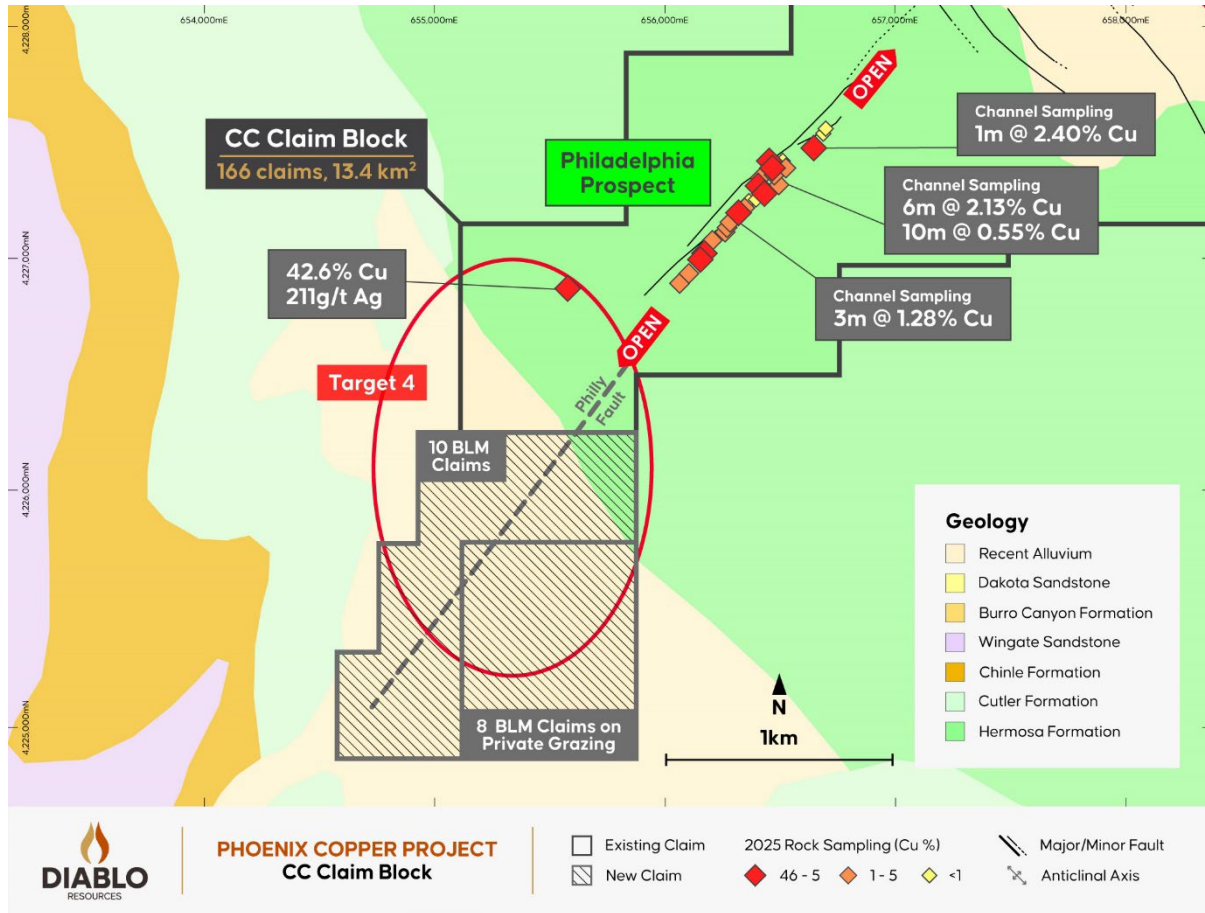 654,000mE
655,000mE
656,000mE
657,000mE
658,000mE
4,228,000mN
4,227,000mN
4,226,000mN
4,225,000mN
CC Claim Block
166 claims, 13.4 km²
Philadelphia
Prospect
OPEN
Channel Sampling
1m @ 2.40% Cu
Channel Sampling
6m @ 2.13% Cu
10m @ 0.55% Cu
Channel Sampling
3m @ 1.28% Cu
42.6% Cu
211g/t Ag
OPEN
Target 4
Philly
Fault
10 BLM
Claims
8 BLM Claims on
Private Grazing
N
1km
Geology
Recent Alluvium
Dakota Sandstone
Burro Canyon Formation
Wingate Sandstone
Chinle Formation
Cutler Formation
Hermosa Formation
DIABLO
RESOURCES
PHOENIX COPPER PROJECT
CC Claim Block
Existing Claim
New Claim
2025 Rock Sampling (Cu %)
46 - 5
1 - 5
<1
Major/Minor Fault
Anticlinal Axis